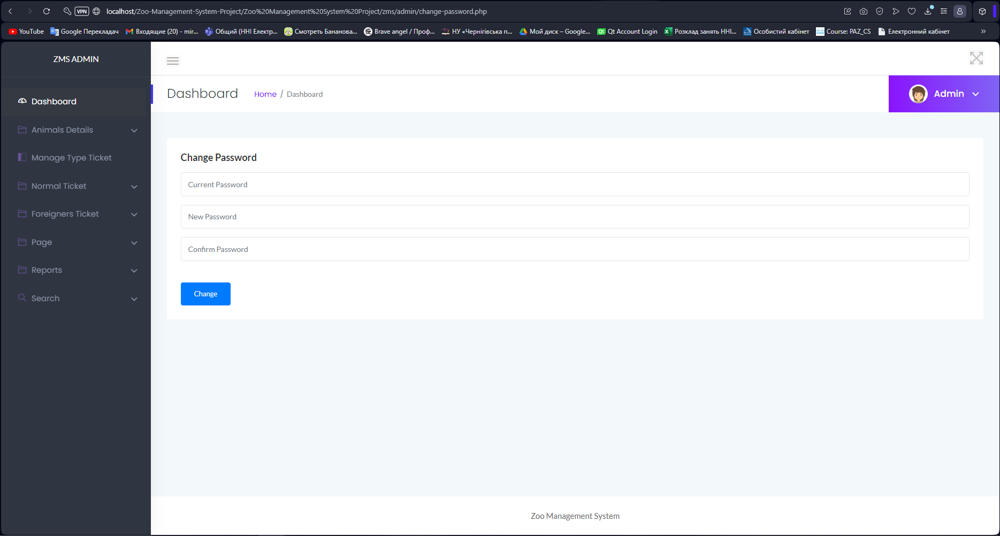 VPN localhost/Zoo-Management-System-Project/Zoo%20Management%20System%20Project/zms/admin/change-password.php
YouTube Google Перекладач Входящие (20) - mir... Общий (ННІ Електр... Смотреть Бананова... Brave angel / Проф... НУ «Чернігівська п... Мой диск – Google... Qt Account Login Розклад занять ННІ... Особистий кабінет Course: PAZ_CS Електронний кабінет »
ZMS ADMIN
Dashboard
Animals Details
Manage Type Ticket
Normal Ticket
Foreigners Ticket
Page
Reports
Search
Dashboard Home / Dashboard
Admin
Change Password
Current Password
New Password
Confirm Password
Change
Zoo Management System